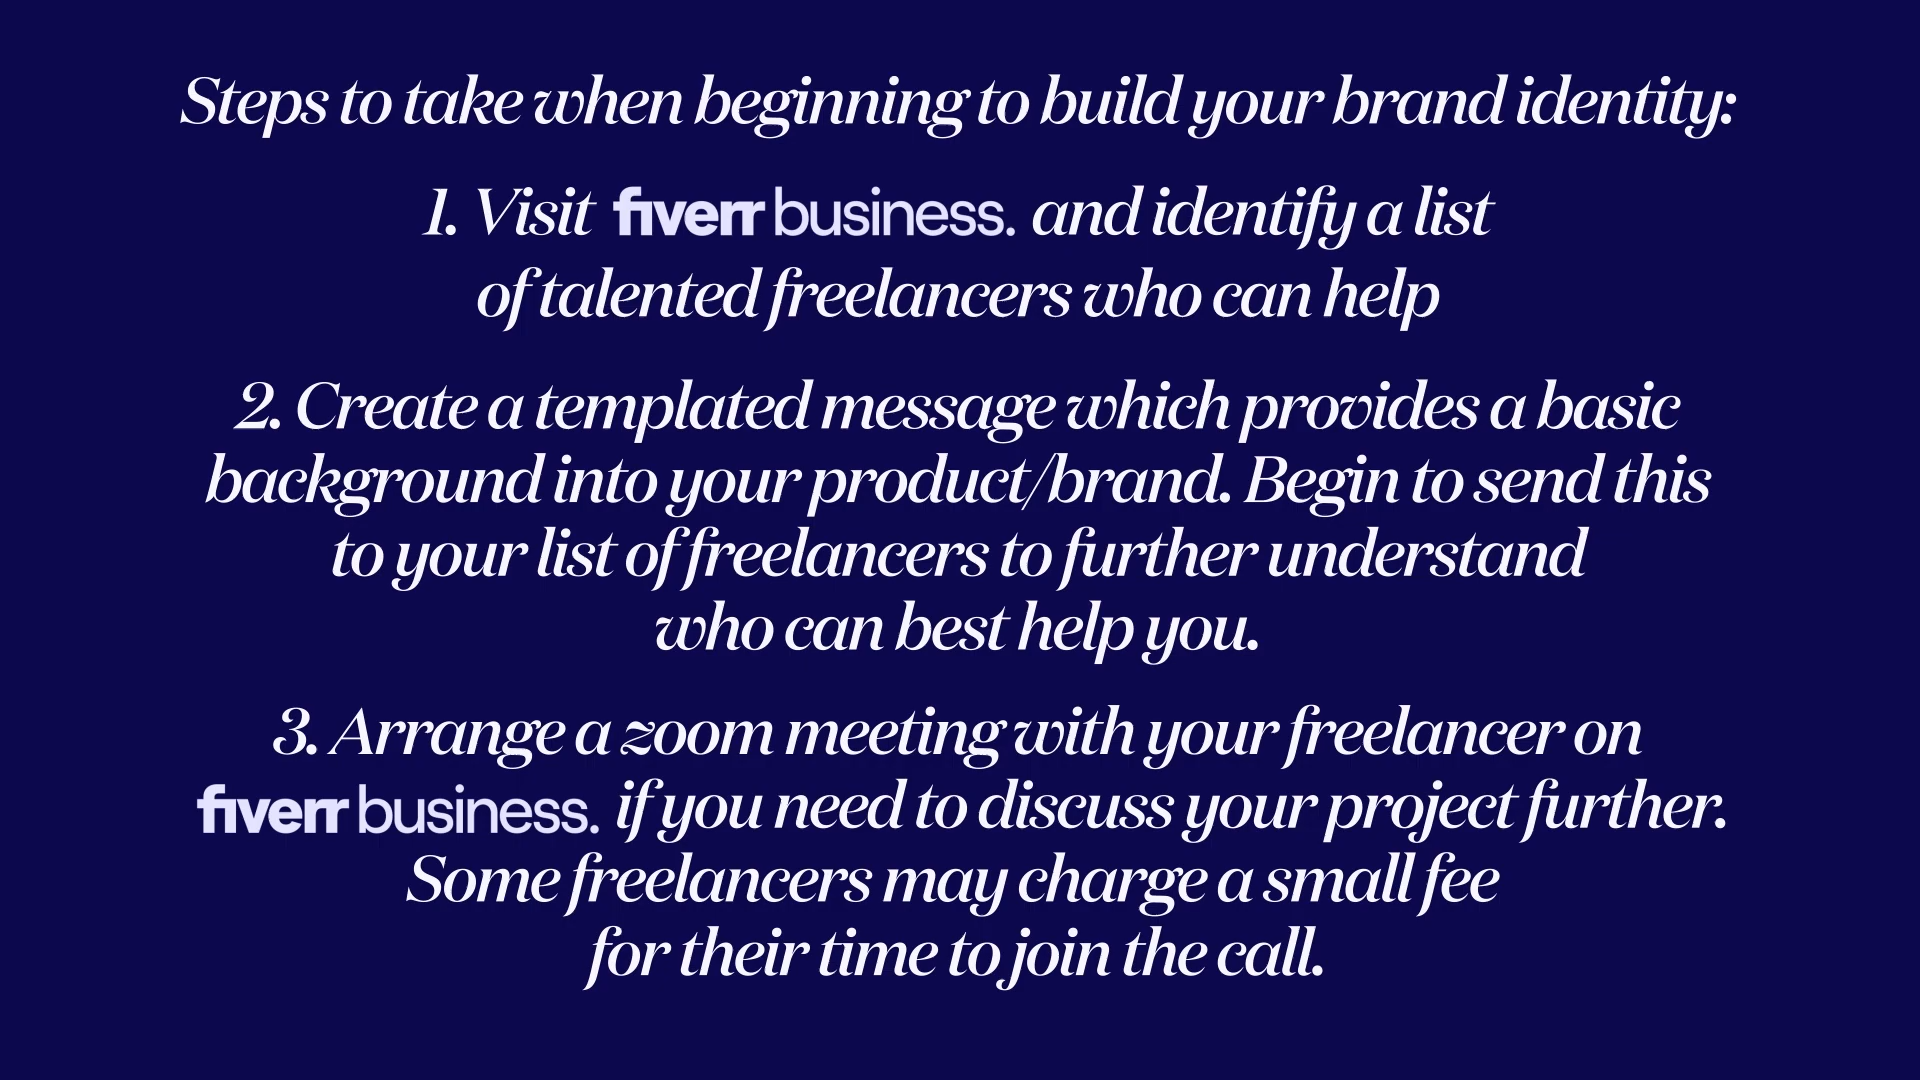 Steps to take when beginning to build your brand identity:
1. Visit fiverr business. and identify a list
of talented freelancers who can help
2. Create a templated message which provides a basic
background into your product/brand. Begin to send this
to your list of freelancers to further understand
who can best help you.
3. Arrange a zoom meeting with your freelancer on
fiverr business. if you need to discuss your project further.
Some freelancers may charge a small fee
for their time to join the call.